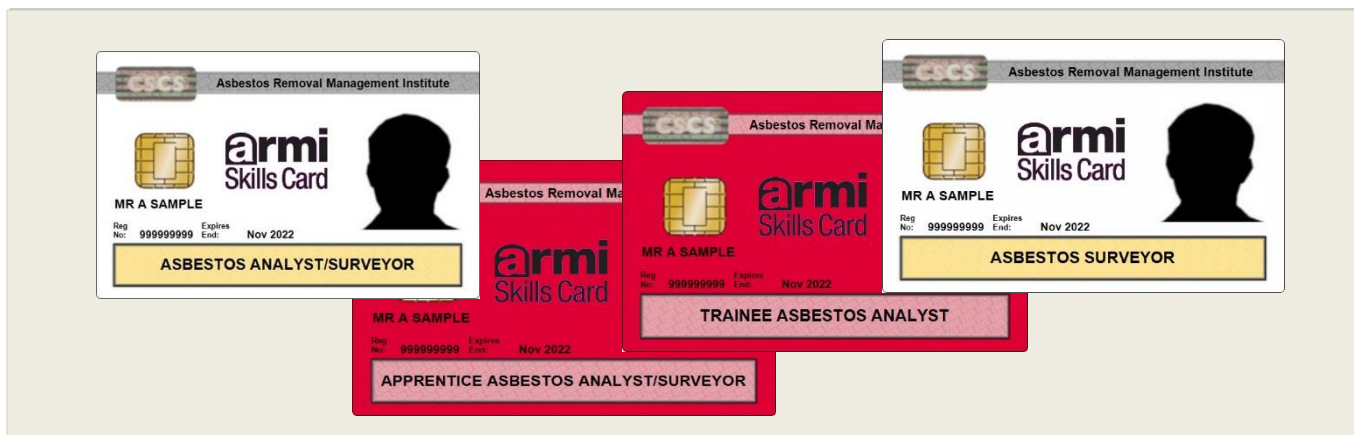 CSCS
Asbestos Removal Management Institute
armi
Skills Card
MR A SAMPLE
Reg No: 999999999 Expires End: Nov 2022
ASBESTOS ANALYST/SURVEYOR
Asbestos Removal Ma
armi
Skills Card
MR A SAMPLE
Reg No: 999999999 Expires End: Nov 2022
APPRENTICE ASBESTOS ANALYST/SURVEYOR
CSCS
Asbestos Removal Ma
armi
Skills Card
MR A SAMPLE
Reg No: 999999999 Expires End: Nov 2022
TRAINEE ASBESTOS ANALYST
CSCS
Asbestos Removal Management Institute
armi
Skills Card
MR A SAMPLE
Reg No: 999999999 Expires End: Nov 2022
ASBESTOS SURVEYOR